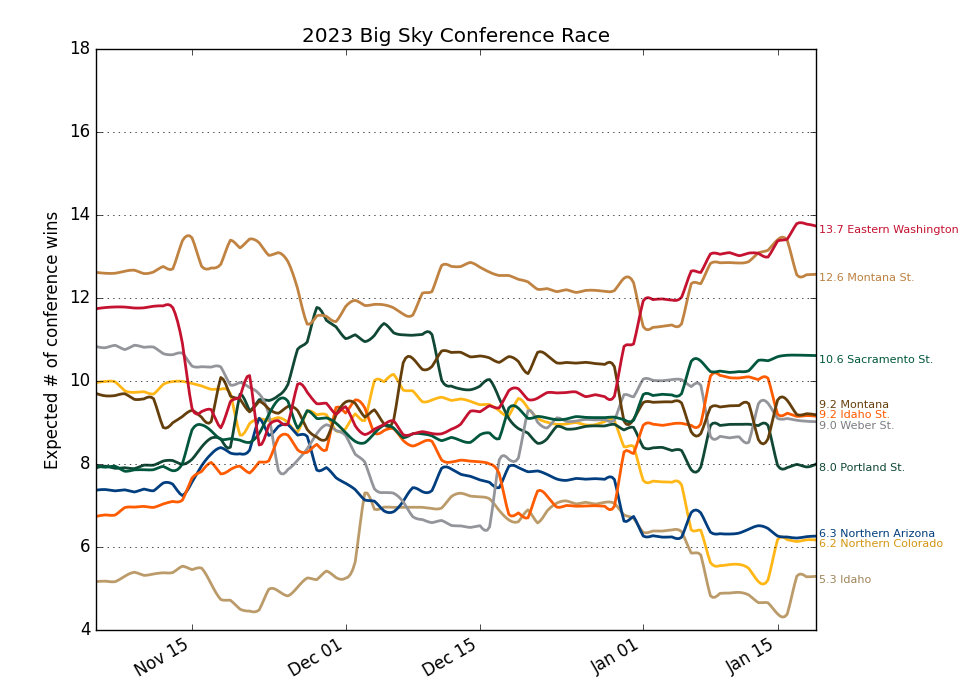 2023 Big Sky Conference Race
Expected # of conference wins
18
16
14
12
10
8
6
4
Nov 15
Dec 01
Dec 15
Jan 01
Jan 15
13.7 Eastern Washington
12.6 Montana St.
10.6 Sacramento St.
9.2 Montana
9.2 Idaho St.
9.0 Weber St.
8.0 Portland St.
6.3 Northern Arizona
6.2 Northern Colorado
5.3 Idaho